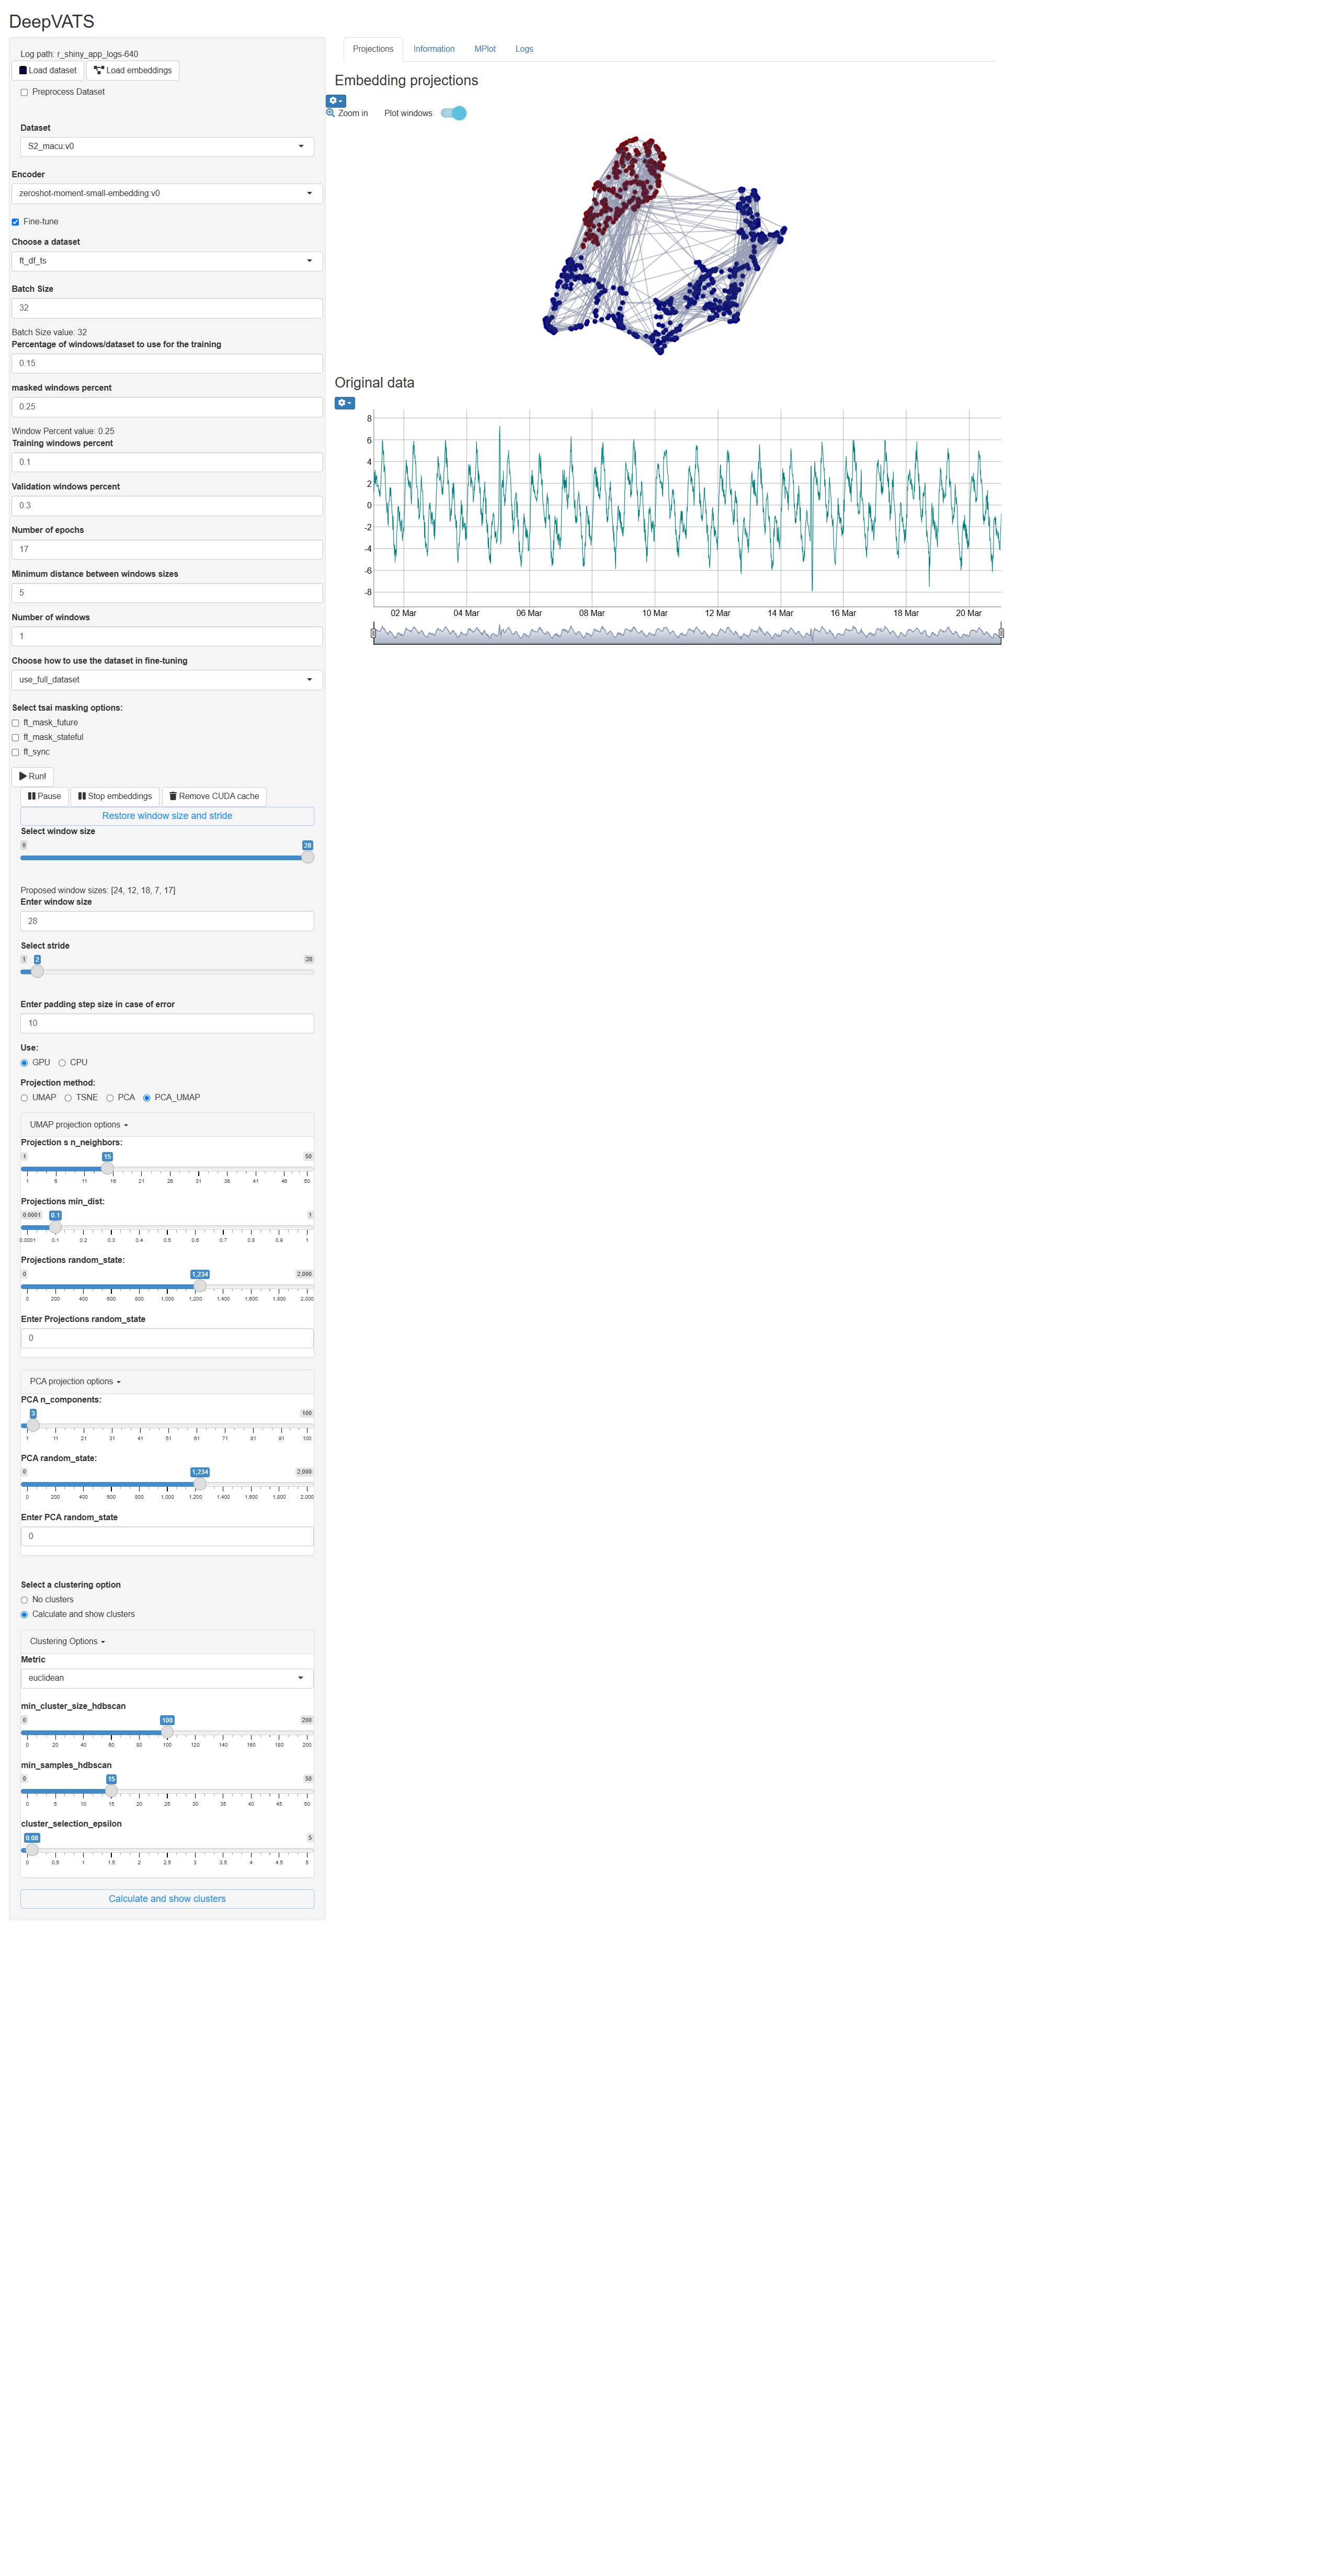 DeepVATS
Log path: r_shiny_app_logs-640
Load dataset Load embeddings
Preprocess Dataset
Dataset
S2_macu:v0
Encoder
zeroshot-moment-small-embedding:v0
Fine-tune
Choose a dataset
ft_df_ts
Batch Size
32
Batch Size value: 32
Percentage of windows/dataset to use for the training
0.15
masked windows percent
0.25
Window Percent value: 0.25
Training windows percent
0.1
Validation windows percent
0.3
Number of epochs
17
Minimum distance between windows sizes
5
Number of windows
1
Choose how to use the dataset in fine-tuning
use_full_dataset
Select tsai masking options:
ft_mask_future
ft_mask_stateful
ft_sync
Run!
Pause Stop embeddings Remove CUDA cache
Restore window size and stride
Select window size
0 28
Proposed window sizes: [24, 12, 18, 7, 17]
Enter window size
28
Select stride
1 2 28
Enter padding step size in case of error
10
Use:
GPU CPU
Projection method:
UMAP TSNE PCA PCA_UMAP
UMAP projection options
Projection s n_neighbors:
1 15 50
1 6 11 16 21 26 31 36 41 46 50
Projections min_dist:
0.0001 0.1 1
0.0001 0.1 0.2 0.3 0.4 0.5 0.6 0.7 0.8 0.9 1
Projections random_state:
0 1,234 2,000
0 200 400 600 800 1,000 1,200 1,400 1,600 1,800 2,000
Enter Projections random_state
0
PCA projection options
PCA n_components:
3 100
1 11 21 31 41 51 61 71 81 91 100
PCA random_state:
0 1,234 2,000
0 200 400 600 800 1,000 1,200 1,400 1,600 1,800 2,000
Enter PCA random_state
0
Select a clustering option
No clusters
Calculate and show clusters
Clustering Options
Metric
euclidean
min_cluster_size_hdbscan
0 100 200
0 20 40 60 80 100 120 140 160 180 200
min_samples_hdbscan
0 15 50
0 5 10 15 20 25 30 35 40 45 50
cluster_selection_epsilon
0.08 5
0 0.5 1 1.5 2 2.5 3 3.5 4 4.5 5
Calculate and show clusters
Projections Information MPlot Logs
Embedding projections
Zoom in Plot windows
Original data
8
6
4
2
0
-2
-4
-6
-8
02 Mar 04 Mar 06 Mar 08 Mar 10 Mar 12 Mar 14 Mar 16 Mar 18 Mar 20 Mar